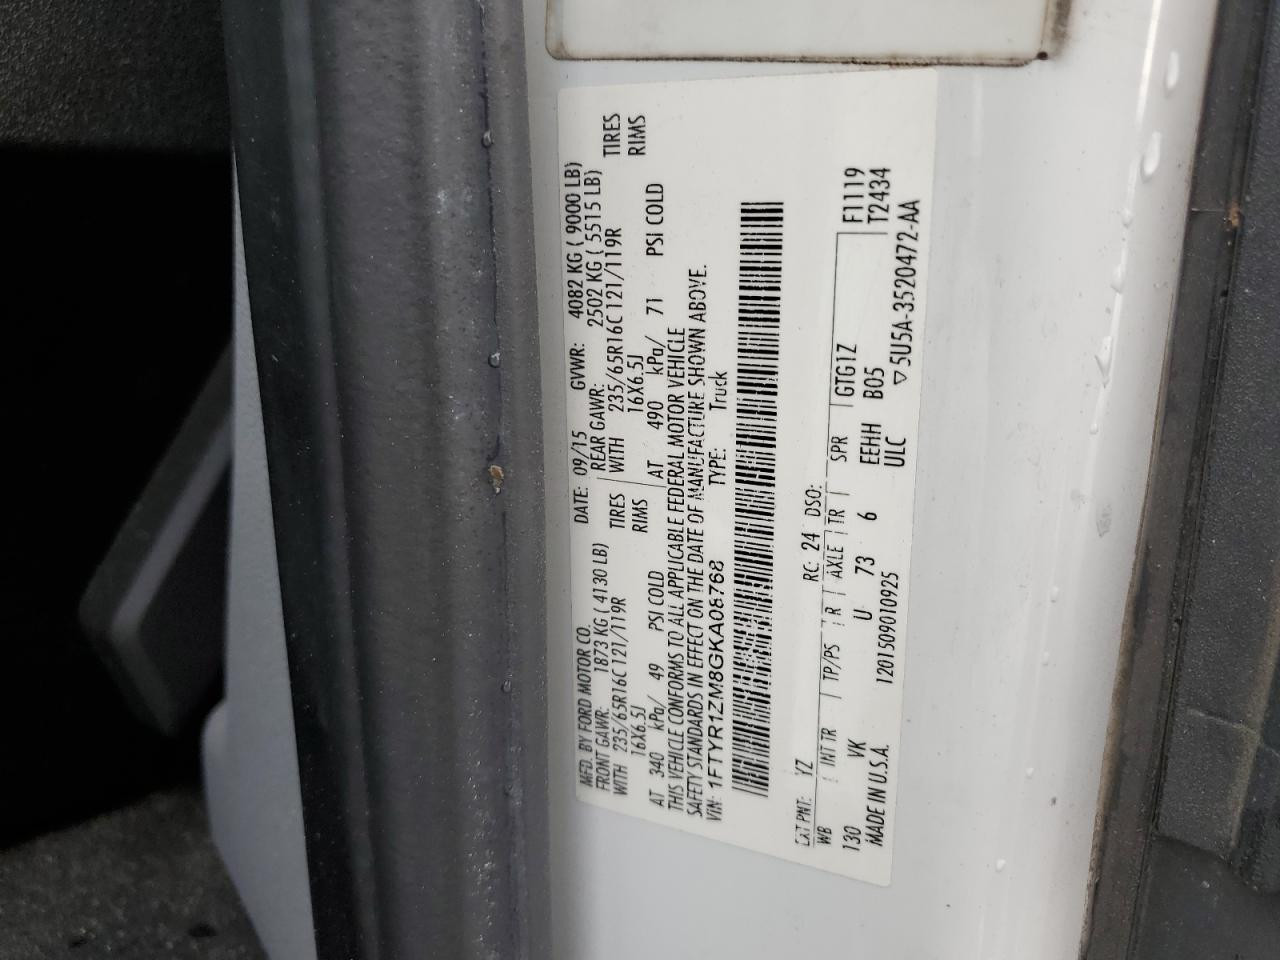 MFD. BY FORD MOTOR CO. DATE: 09/15 GVWR: 4082 KG ( 9000 LB)
FRONT GAWR: 1873 KG ( 4130 LB) REAR GAWR: 2502 KG ( 5515 LB)
WITH 235/65R16C 121/119R TIRES WITH 235/65R16C 121/119R TIRES
16X6.5J RIMS 16X6.5J RIMS
AT 340 kPa/ 49 PSI COLD AT 490 kPa/ 71 PSI COLD
THIS VEHICLE CONFORMS TO ALL APPLICABLE FEDERAL MOTOR VEHICLE
SAFETY STANDARDS IN EFFECT ON THE DATE OF MANUFACTURE SHOWN ABOVE.
VIN: 1FTYR1ZM8GKA08768 TYPE: Truck
EXT PNT: YZ RC: 24 DSO:
WB INT TR TP/PS R AXLE TR SPR GTG1Z F1119
130 VK U 73 6 EEHH B05 T2434
MADE IN U.S.A. 120150901092​5 ULC ▽5U5A-3520472-AA